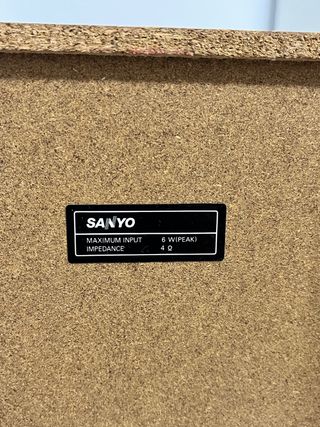 SANYO
MAXIMUM INPUT 6 W(PEAK)
IMPEDANCE 4 Ω